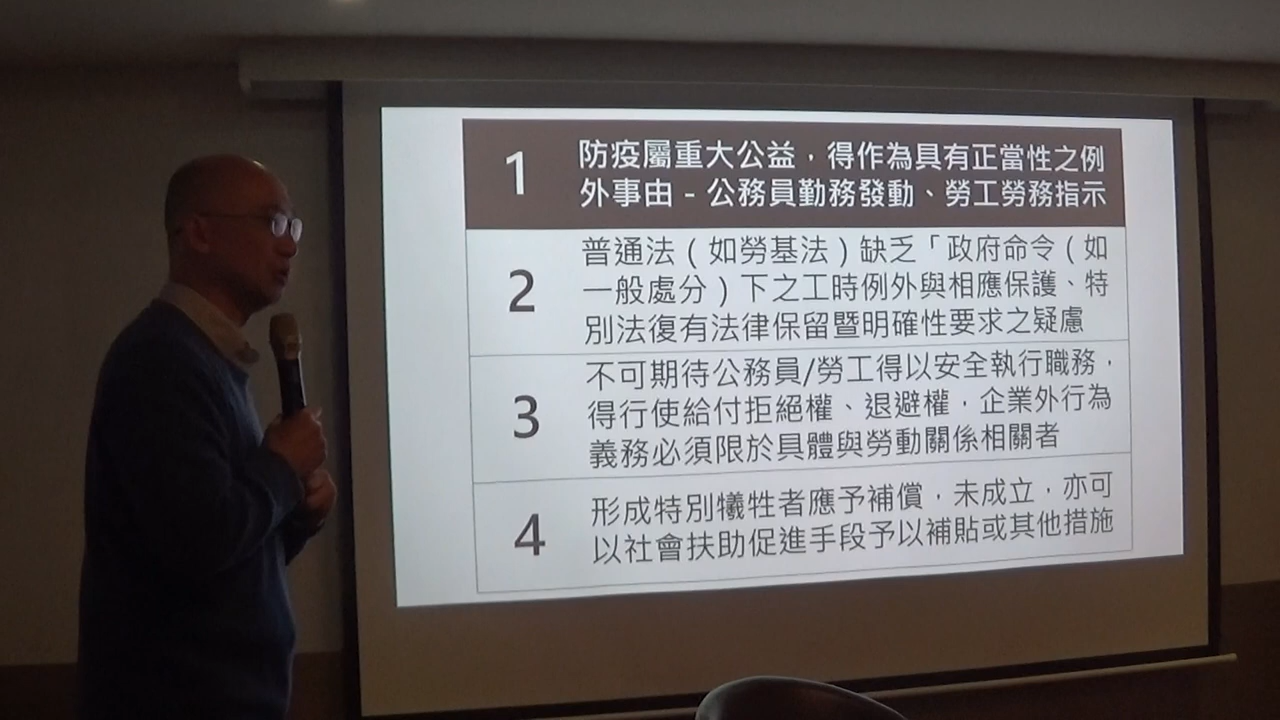 1
防疫屬重大公益，得作為具有正當性之例
外事由－公務員勤務發動、勞工勞務指示
2
普通法（如勞基法）缺乏「政府命令（如
一般處分）下之工時例外與相應保護、特
別法復有法律保留暨明確性要求之疑慮
3
不可期待公務員/勞工得以安全執行職務，
得行使給付拒絕權、退避權，企業外行為
義務必須限於具體與勞動關係相關者
4
形成特別犧牲者應予補償，未成立，亦可
以社會扶助促進手段予以補貼或其他措施